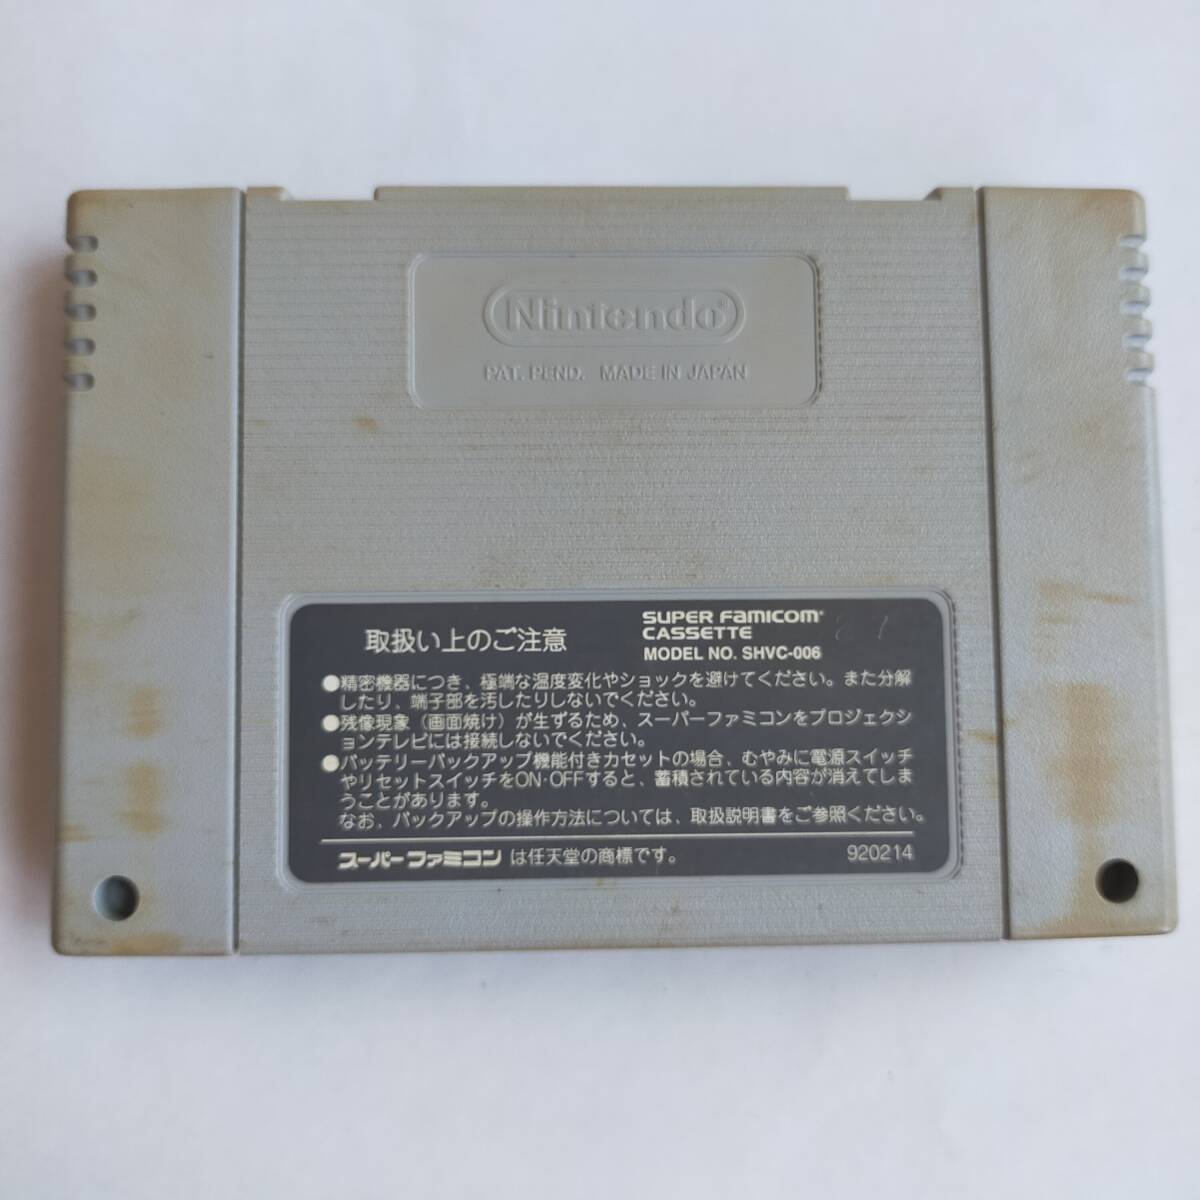 Nintendo®
PAT. PEND. MADE IN JAPAN
取扱い上のご注意
SUPER FAMICOM
CASSETTE
MODEL NO. SHVC-006
●精密機器につき、極端な温度変化やショックを避けてください。また分解
したり、端子部を汚したりしないでください。
●残像現象（画面焼け）が生ずるため、スーパーファミコンをプロジェクシ
ョンテレビには接続しないでください。
●バッテリーバックアップ機能付きカセットの場合、むやみに電源スイッチ
やリセットスイッチをON·OFFすると、蓄積されている内容が消えてしま
うことがあります。
なお、バックアップの操作方法については、取扱説明書をご参照ください。
スーパーファミコン は任天堂の商標です。
920214